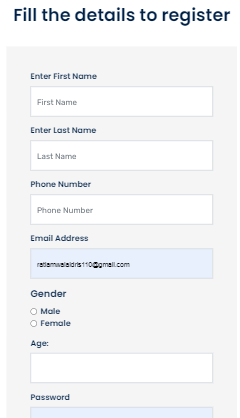 Fill the details to register
Enter First Name
First Name
Enter Last Name
Last Name
Phone Number
Phone Number
Email Address
Gender
Male
Female
Age:
Password